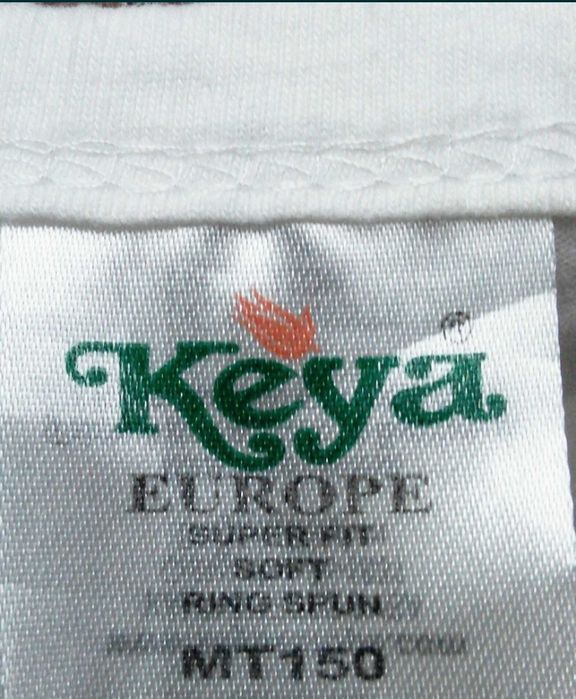 Keya ®
EUROPE
SUPER FIT
SOFT
RING SPUN
MT150